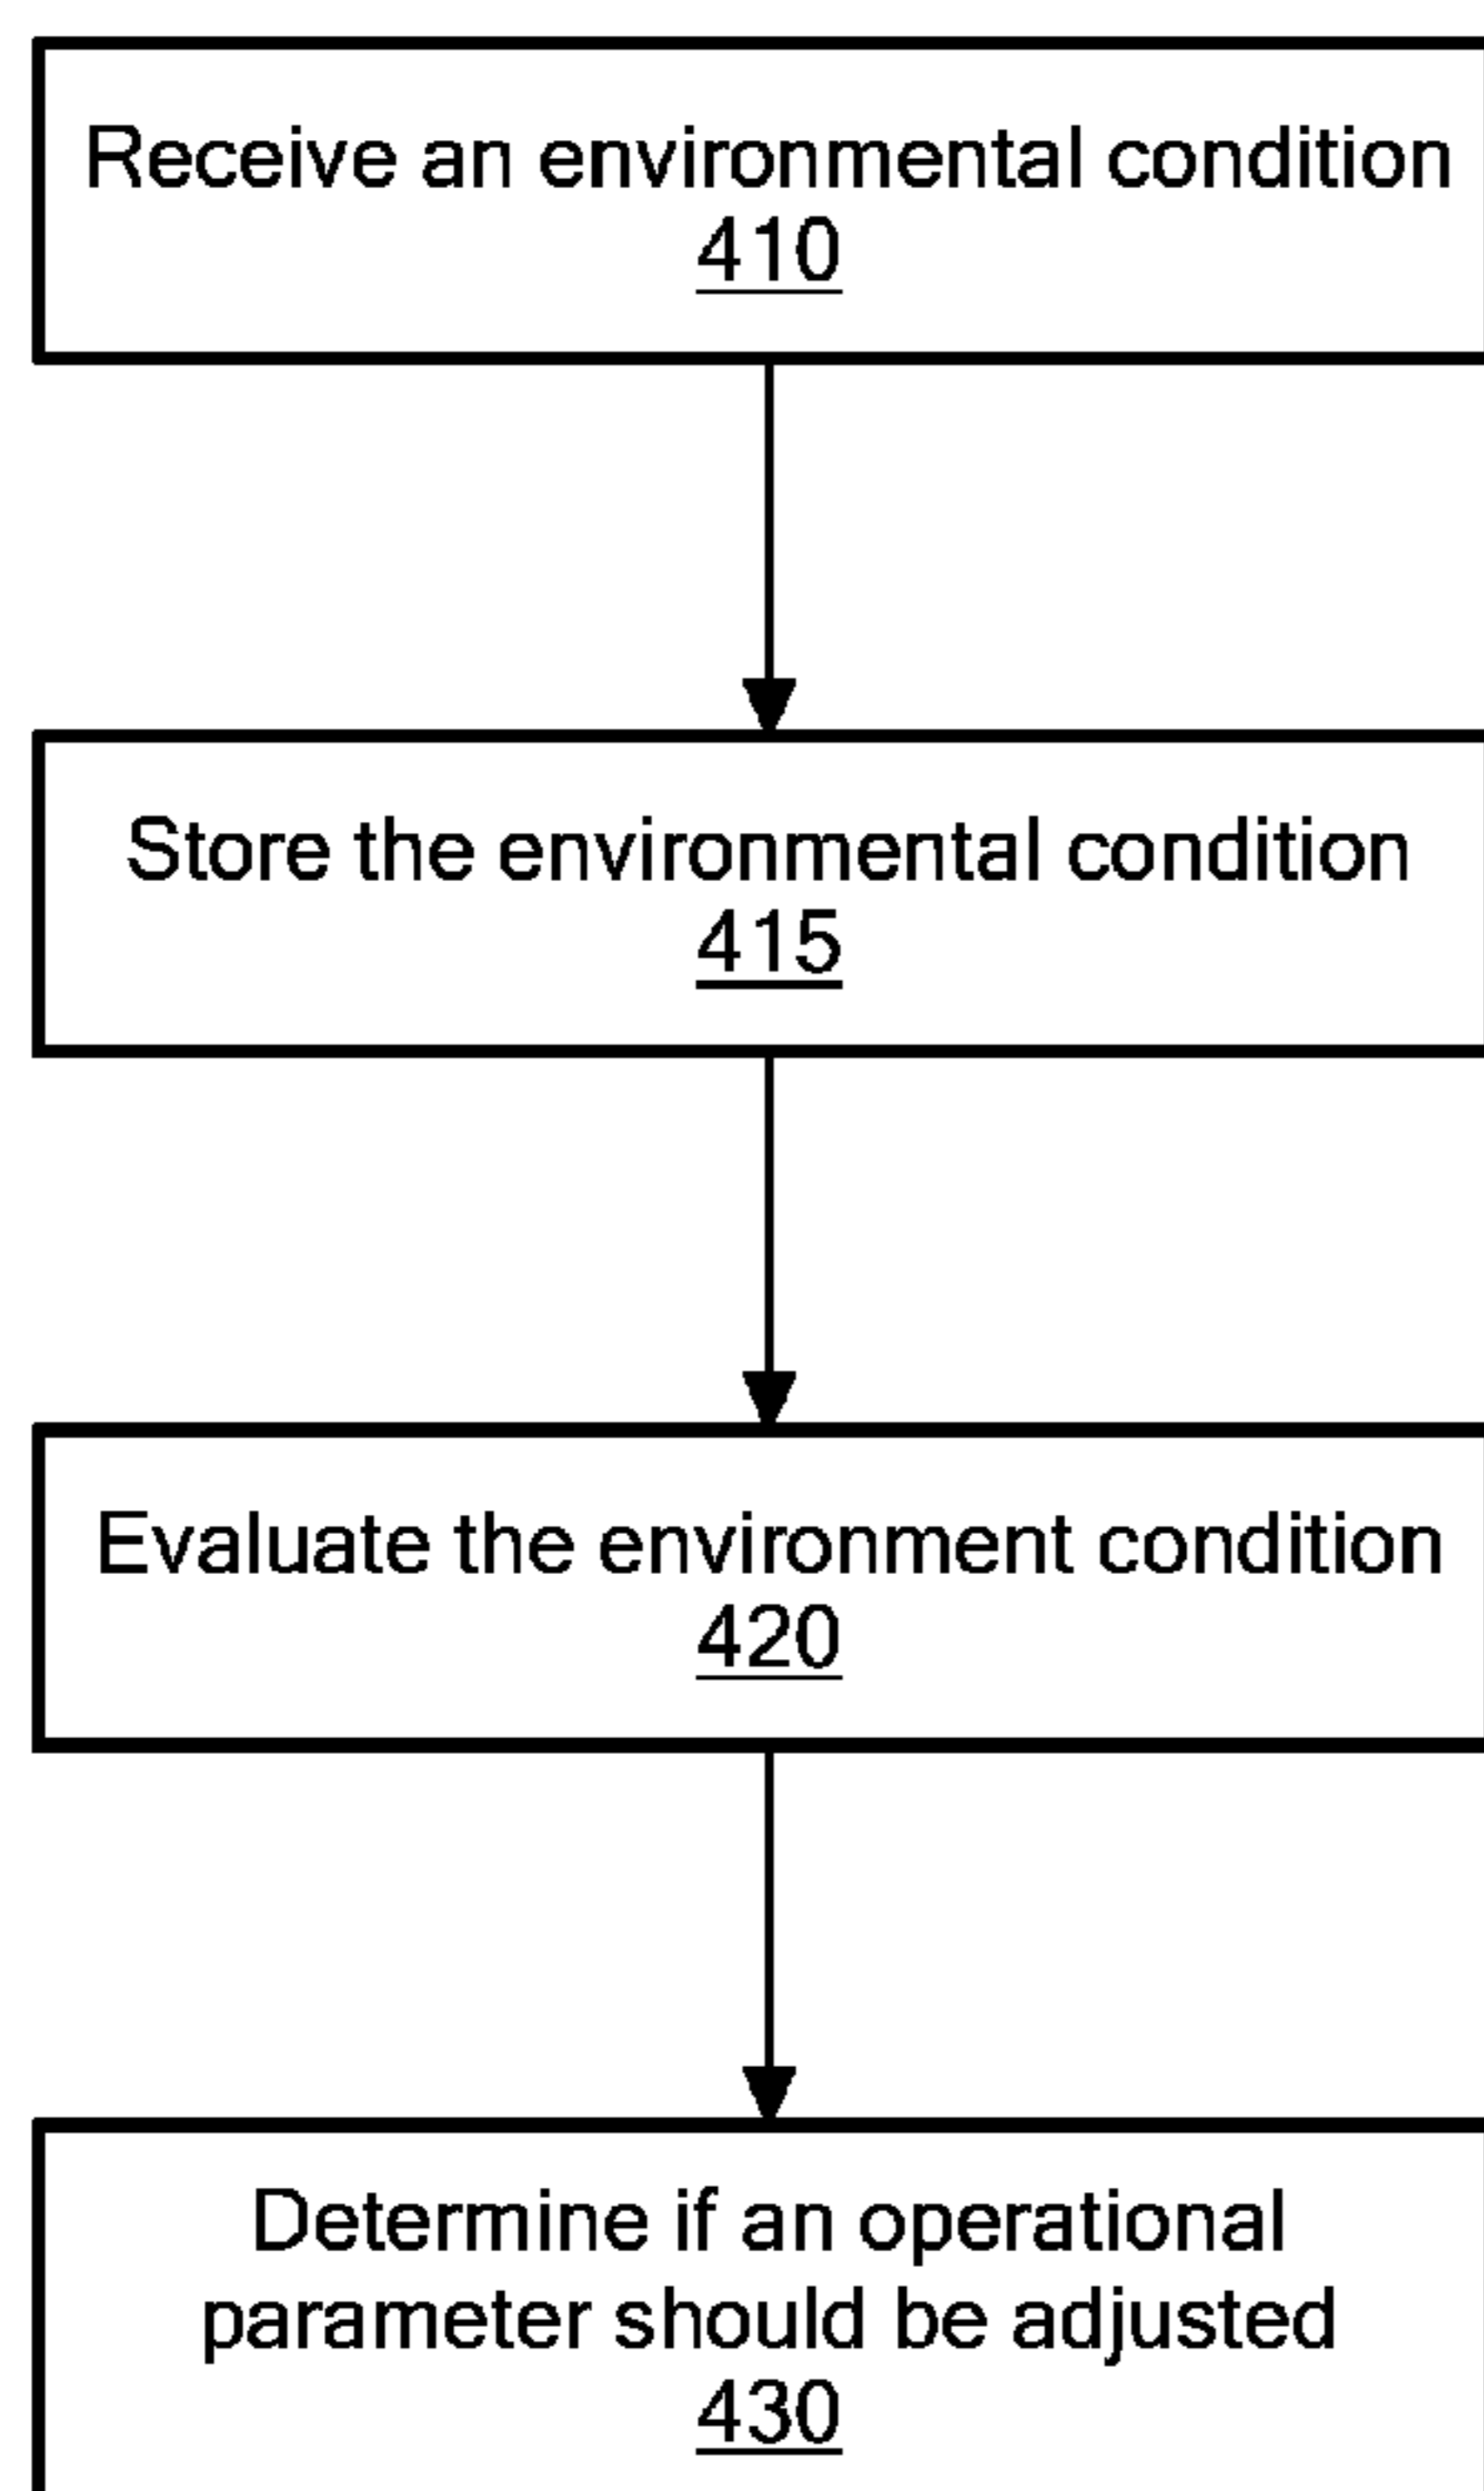 Receive an environmental condition
410
Store the environmental condition
415
Evaluate the environment condition
420
Determine if an operational
parameter should be adjusted
430